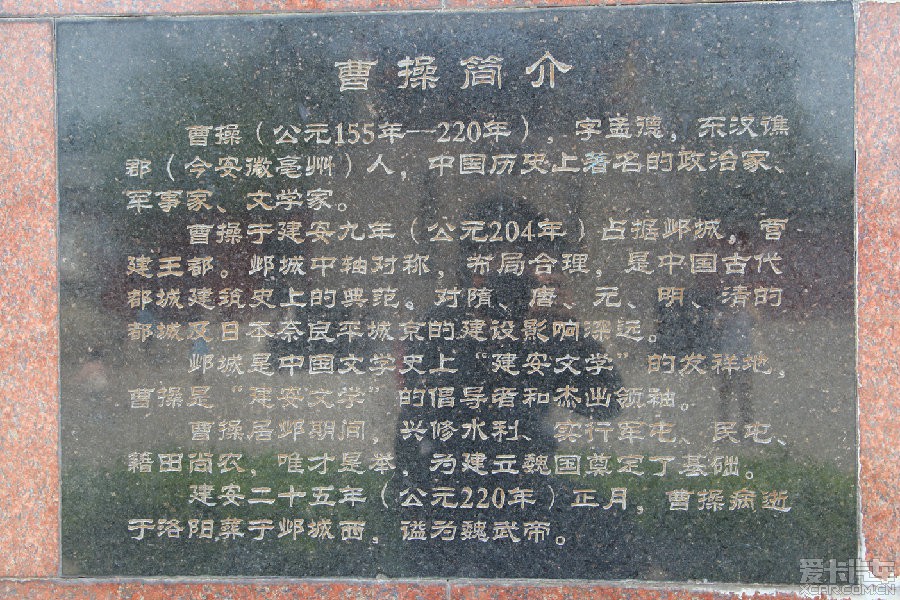 曹操简介
曹操（公元155年—220年），字孟德，东汉谯
郡（今安徽亳州）人，中国历史上著名的政治家、
军事家、文学家。
曹操于建安九年（公元204年）占据邺城，营
建王都。邺城中轴对称，布局合理，是中国古代
都城建筑史上的典范。对隋、唐、元、明、清的
都城及日本奈良平城京的建设影响深远。
邺城是中国文学史上“建安文学”的发祥地，
曹操是“建安文学”的倡导者和杰出领袖。
曹操居邺期间，兴修水利、实行军屯、民屯、
籍田尚农，唯才是举，为建立魏国奠定了基础。
建安二十五年（公元220年）正月，曹操病逝
于洛阳葬于邺城西，谥为魏武帝。
爱卡汽车
XCAR.COM.CN